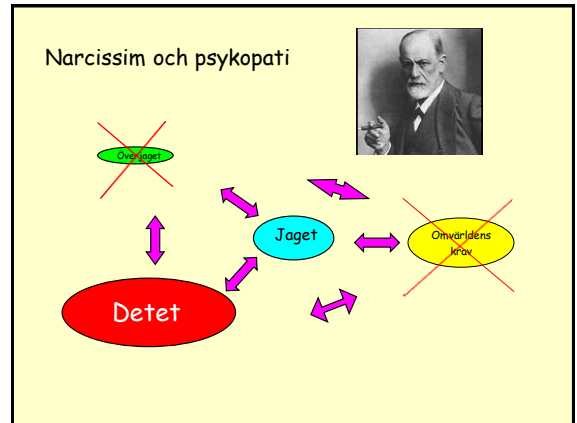 Narcissim och psykopati
Överjaget
Jaget
Omvärldens
krav
Detet